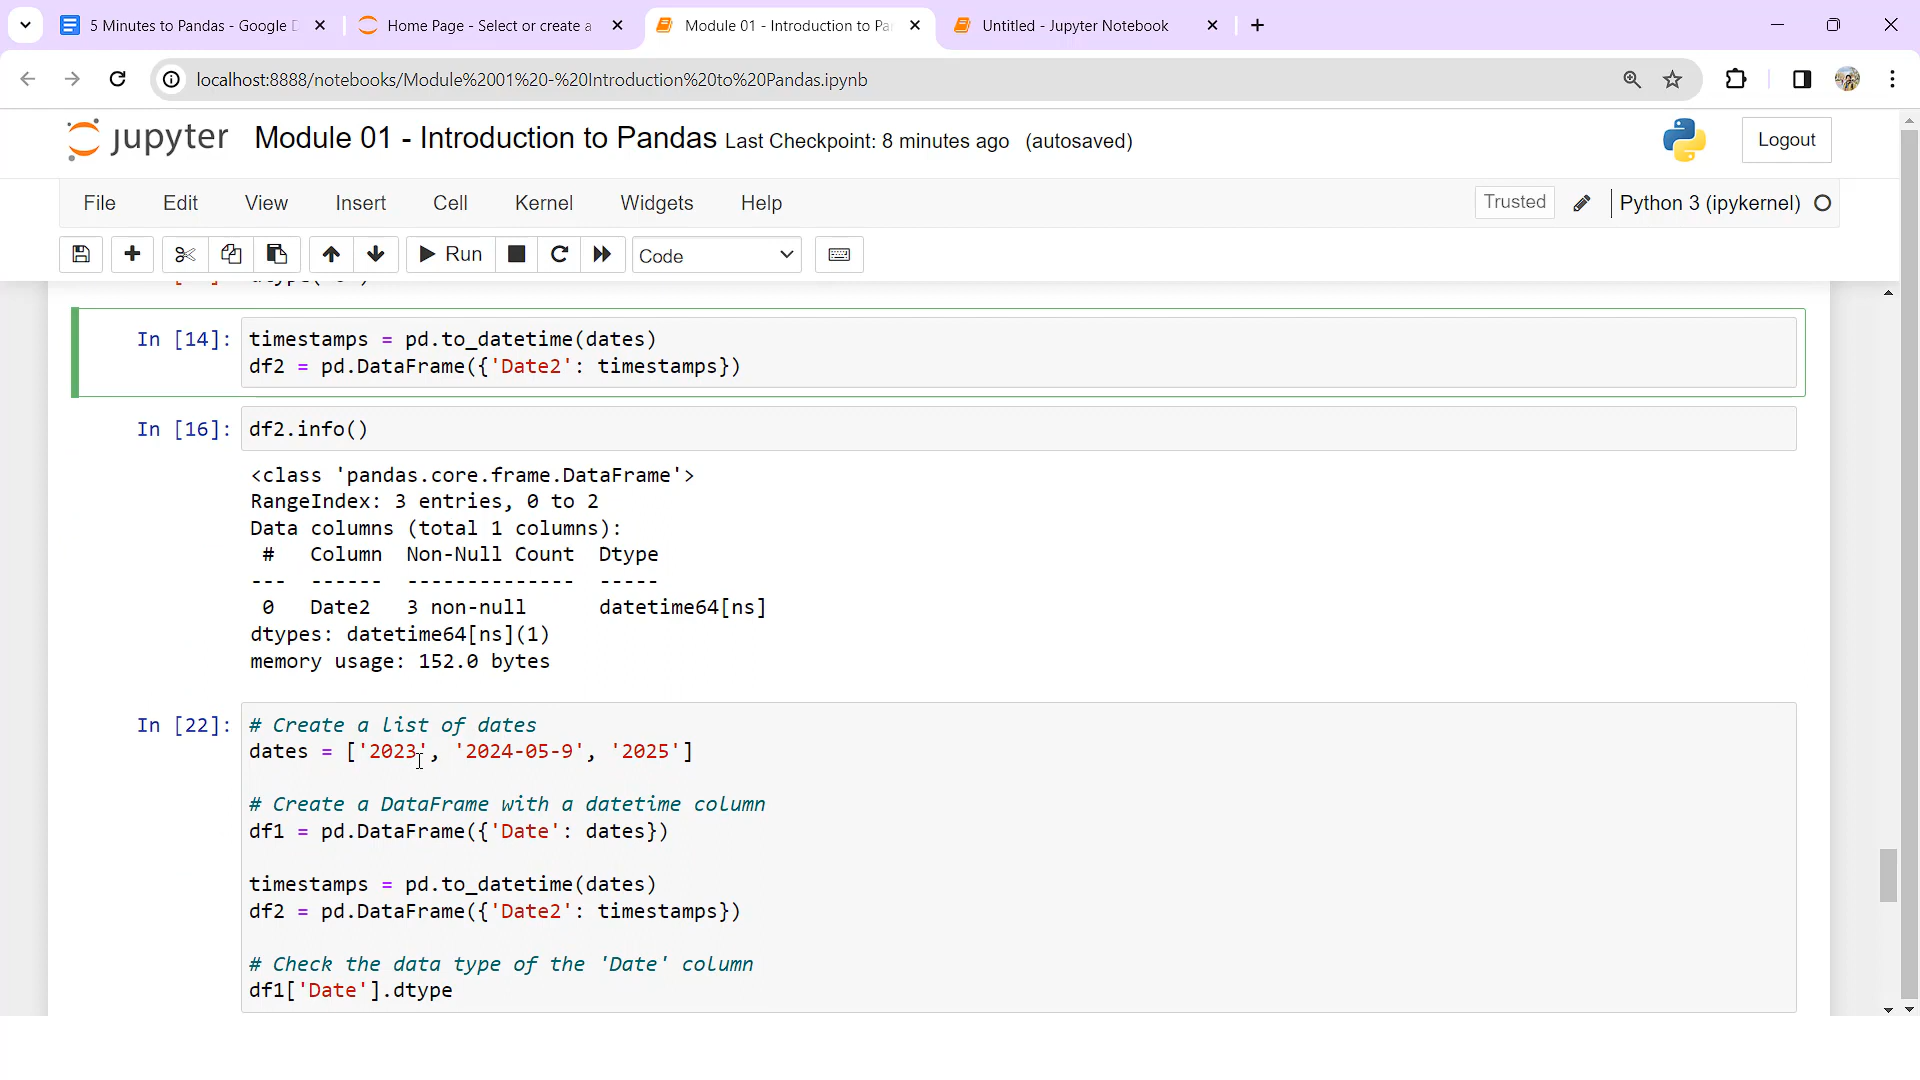 5 Minutes to Pandas - Google D
Home Page - Select or create a
Module 01 - Introduction to Pan
Untitled - Jupyter Notebook
localhost:8888/notebooks/Module%2001%20-%20Introduction%20to%20Pandas.ipynb
jupyter Module 01 - Introduction to Pandas Last Checkpoint: 8 minutes ago (autosaved)
Logout
File Edit View Insert Cell Kernel Widgets Help
Trusted Python 3 (ipykernel)
Run Code
In [14]: timestamps = pd.to_datetime(dates)
df2 = pd.DataFrame({'Date2': timestamps})
In [16]: df2.info()
<class 'pandas.core.frame.DataFrame'>
RangeIndex: 3 entries, 0 to 2
Data columns (total 1 columns):
# Column Non-Null Count Dtype
--- ------ -------------- -----
0 Date2 3 non-null datetime64[ns]
dtypes: datetime64[ns](1)
memory usage: 152.0 bytes
In [22]: # Create a list of dates
dates = ['2023', '2024-05-9', '2025']
# Create a DataFrame with a datetime column
df1 = pd.DataFrame({'Date': dates})
timestamps = pd.to_datetime(dates)
df2 = pd.DataFrame({'Date2': timestamps})
# Check the data type of the 'Date' column
df1['Date'].dtype